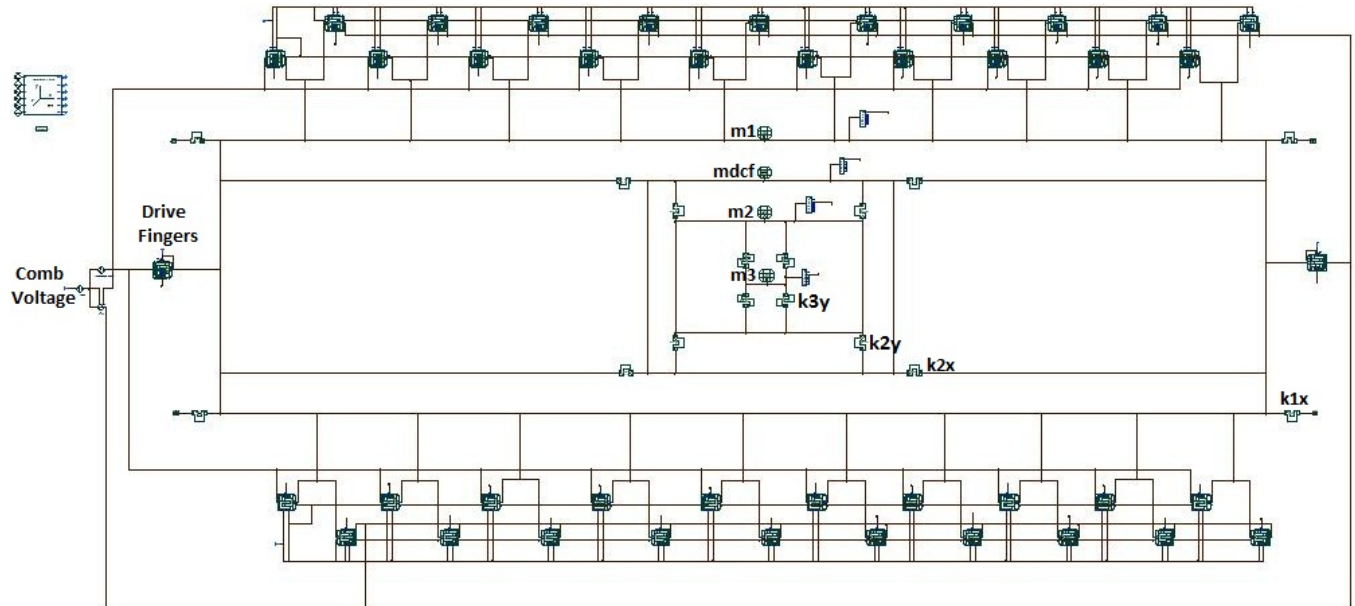 m1
mdcf
Drive
Fingers
m2
Comb
Voltage
m3
k3y
k2y
k2x
k1x